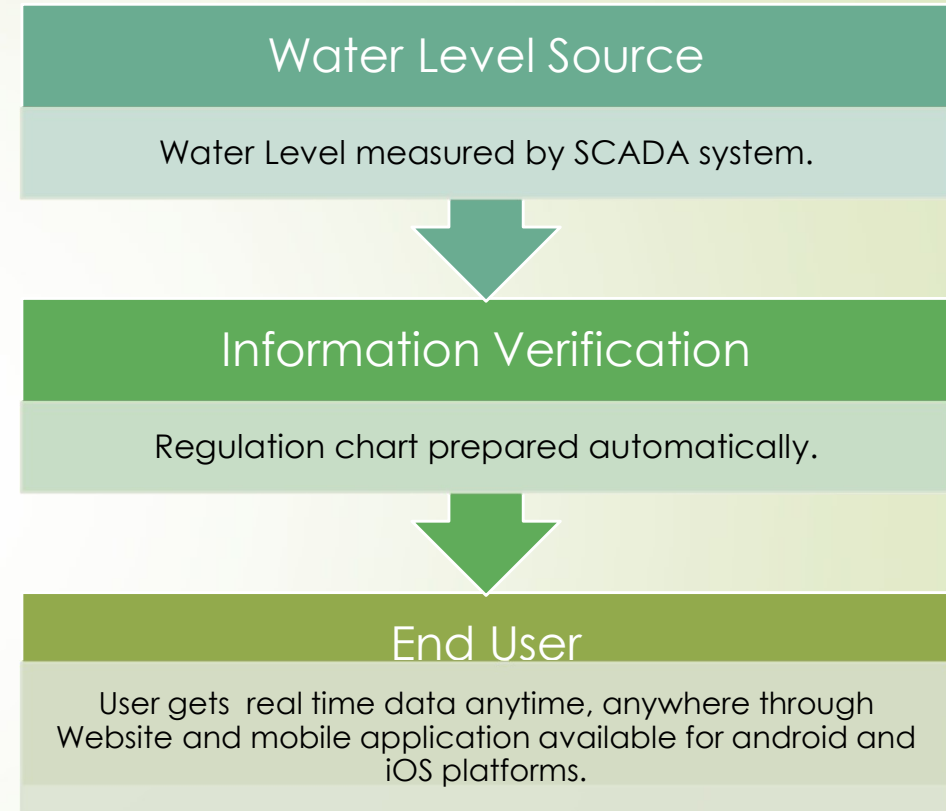 Water Level Source
Water Level measured by SCADA system.
Information Verification
Regulation chart prepared automatically.
End User
User gets real time data anytime, anywhere through
Website and mobile application available for android and
iOS platforms.